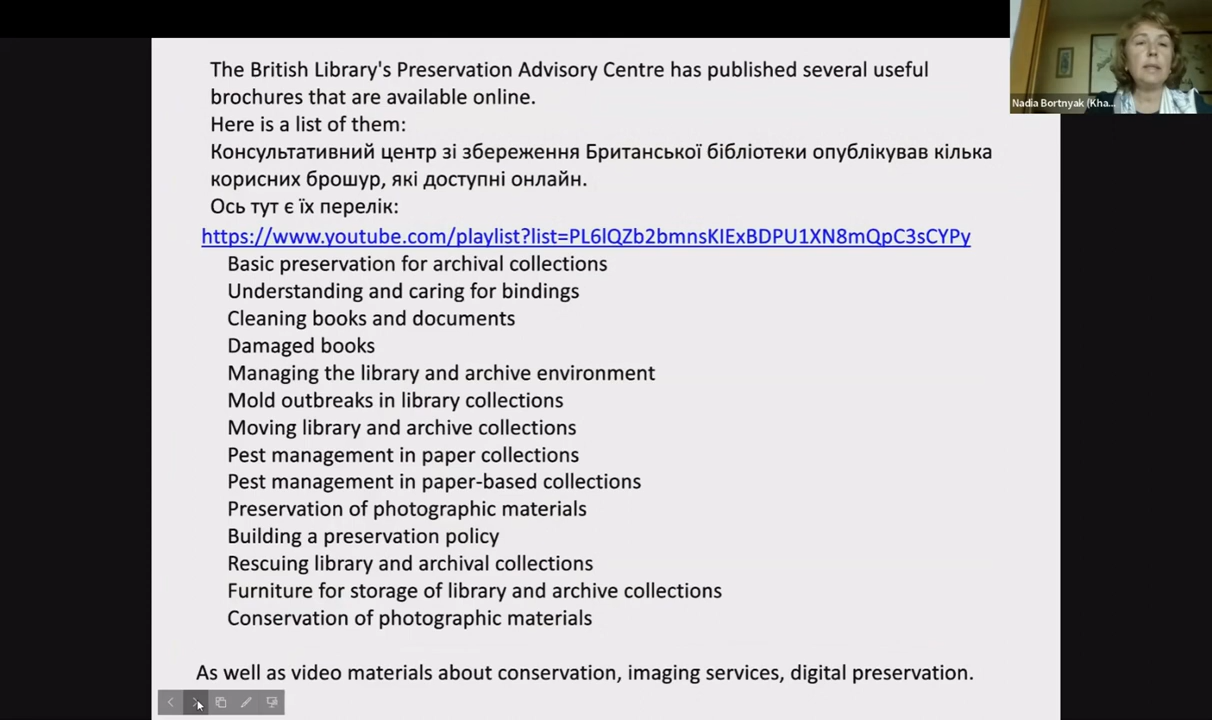 The British Library's Preservation Advisory Centre has published several useful
brochures that are available online.
Here is a list of them:
Консультативний центр зі збереження Британської бібліотеки опублікував кілька
корисних брошур, які доступні онлайн.
Ось тут є їх перелік:
https://www.youtube.com/playlist?list=PL6lQZb2bmnsKIExBDPU1XN8mQpC3sCYPy
Basic preservation for archival collections
Understanding and caring for bindings
Cleaning books and documents
Damaged books
Managing the library and archive environment
Mold outbreaks in library collections
Moving library and archive collections
Pest management in paper collections
Pest management in paper-based collections
Preservation of photographic materials
Building a preservation policy
Rescuing library and archival collections
Furniture for storage of library and archive collections
Conservation of photographic materials
As well as video materials about conservation, imaging services, digital preservation.
Nadia Bortnyak (Kha...